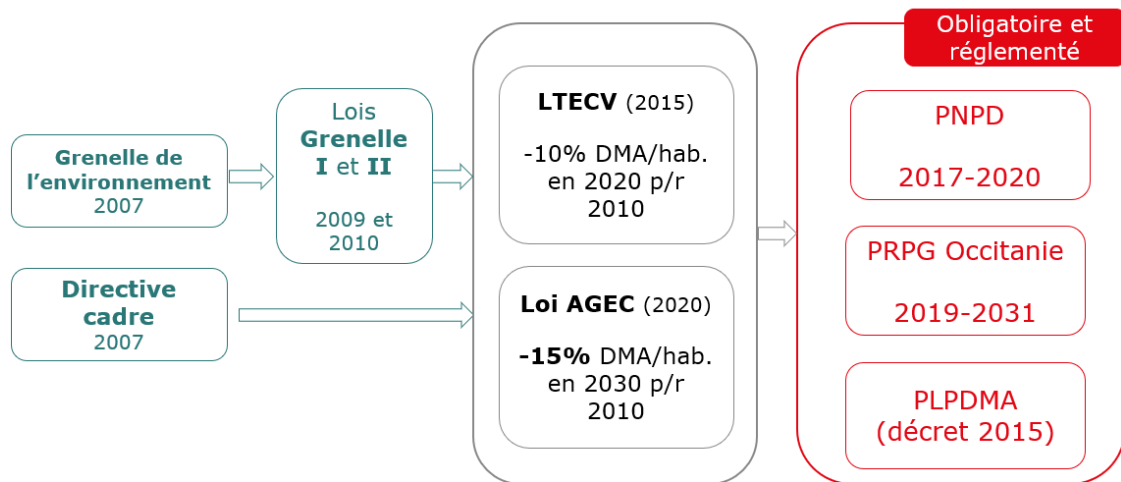 Grenelle de
l'environnement
2007
Directive
cadre
2007
Lois
Grenelle
I et II
2009 et
2010
LTECV (2015)
-10% DMA/hab.
en 2020 p/r
2010
Loi AGEC (2020)
-15% DMA/hab.
en 2030 p/r
2010
Obligatoire et
réglementé
PNPD
2017-2020
PRPG Occitanie
2019-2031
PLPDMA
(décret 2015)